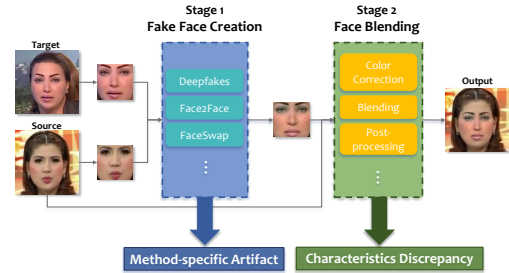 Stage 1
Fake Face Creation
Stage 2
Face Blending
Target
Deepfakes
Face2Face
FaceSwap
Color
Correction
Blending
Post-
processing
Output
Source
Method-specific Artifact
Characteristics Discrepancy